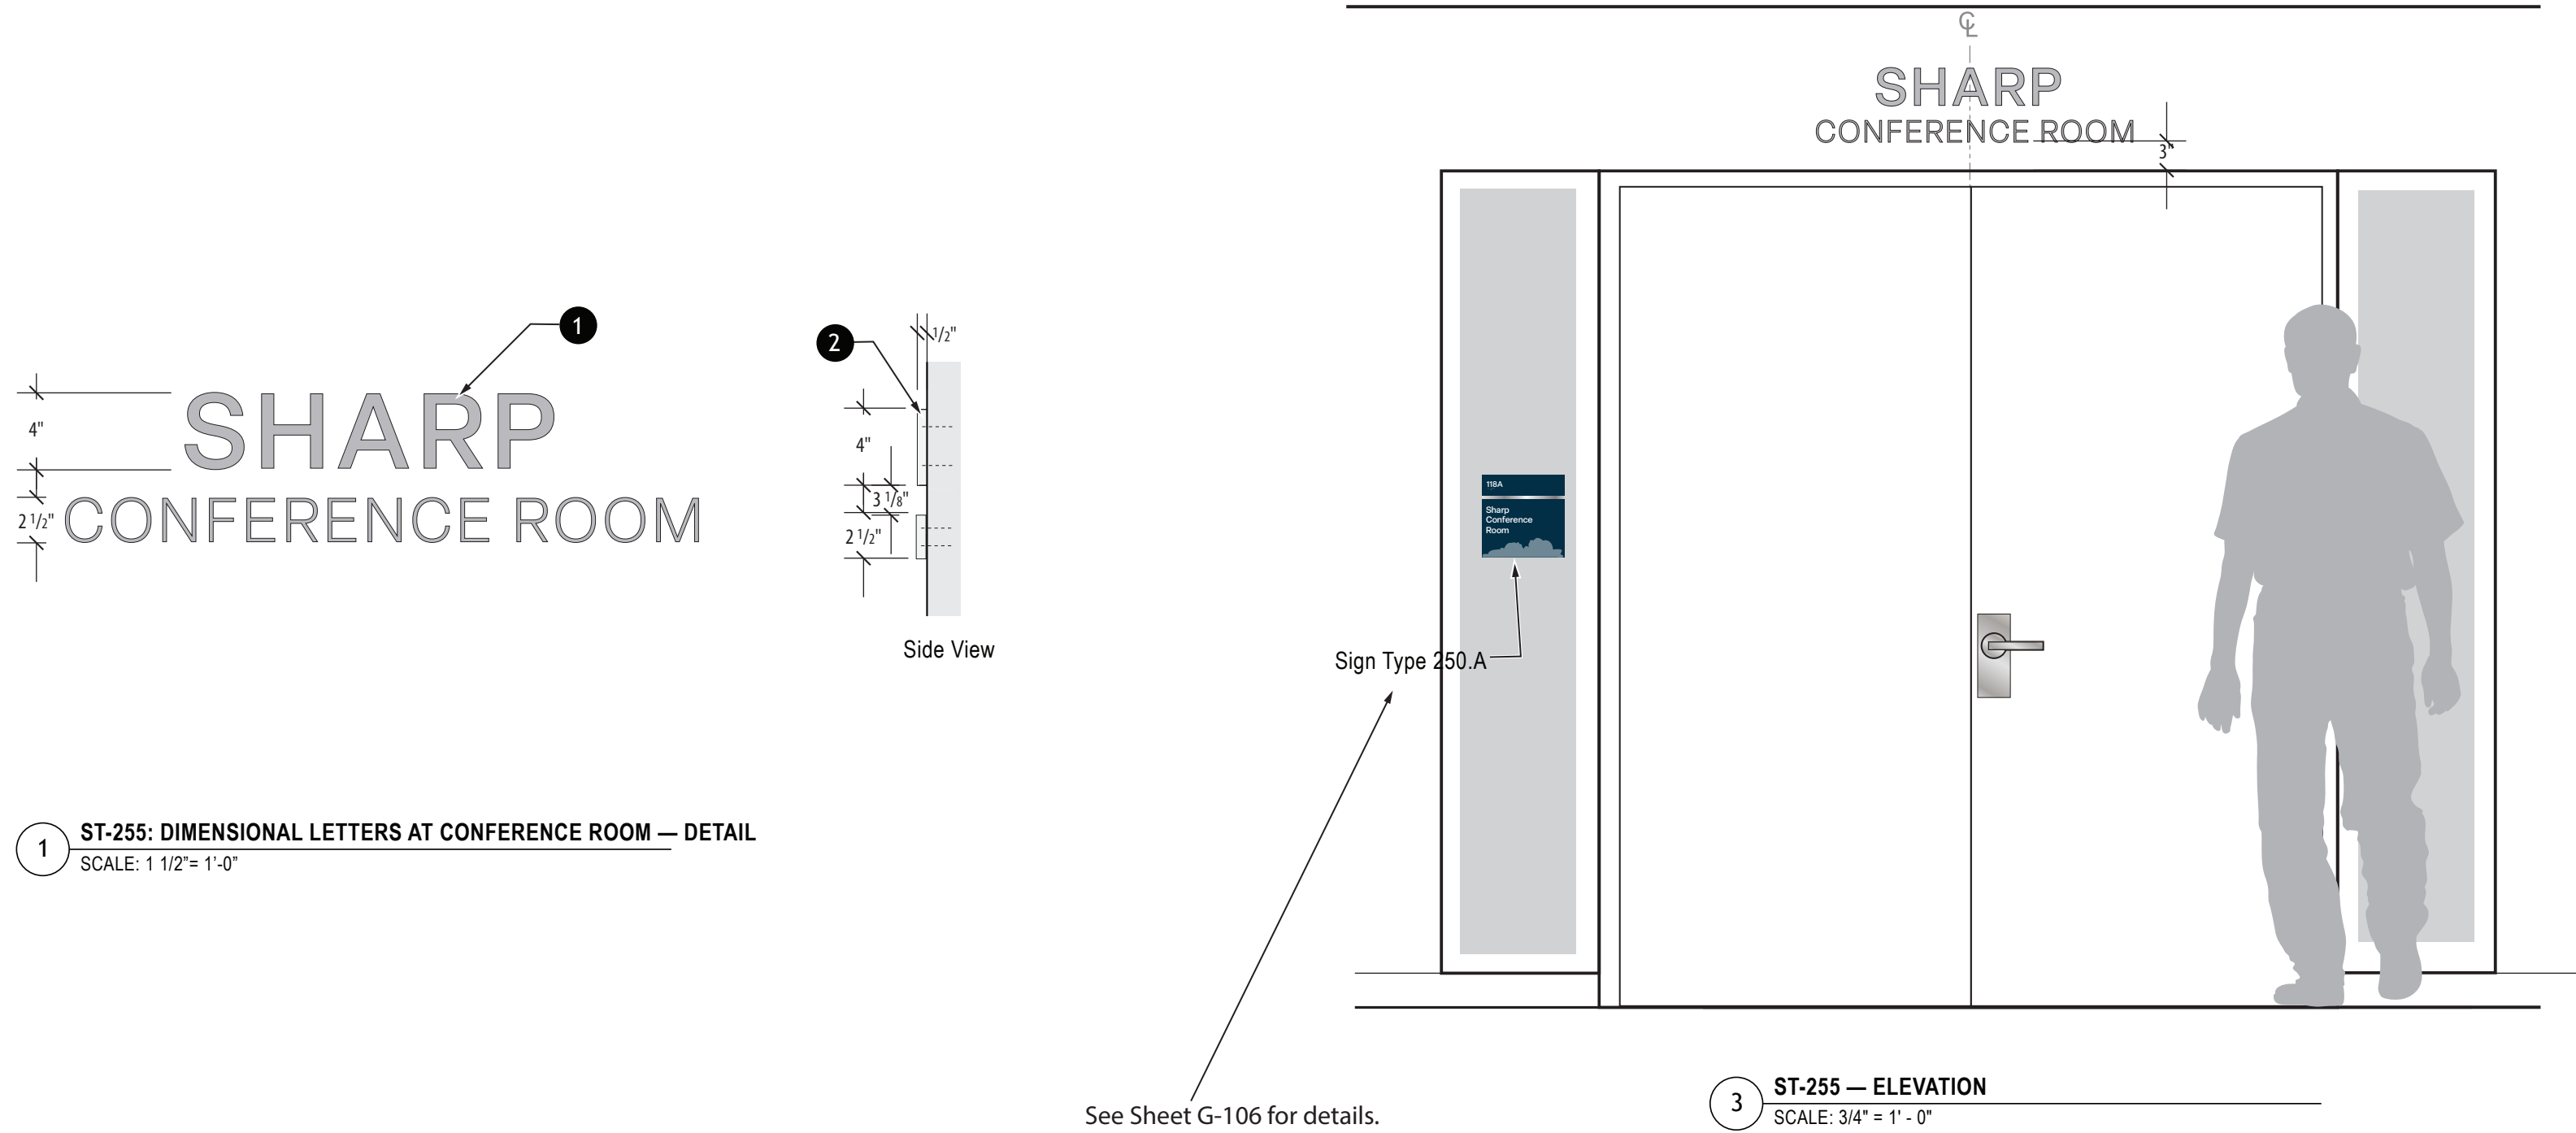 ℄
SHARP
CONFERENCE ROOM
3"
1
2
1/2"
SHARP
CONFERENCE ROOM
4"
2 1/2"
4"
3 1/8"
2 1/2"
Side View
118A
Sharp
Conference
Room
Sign Type 250.A
1
ST-255: DIMENSIONAL LETTERS AT CONFERENCE ROOM — DETAIL
SCALE: 1 1/2”= 1’-0”
See Sheet G-106 for details.
3
ST-255 — ELEVATION
SCALE: 3/4" = 1' - 0"